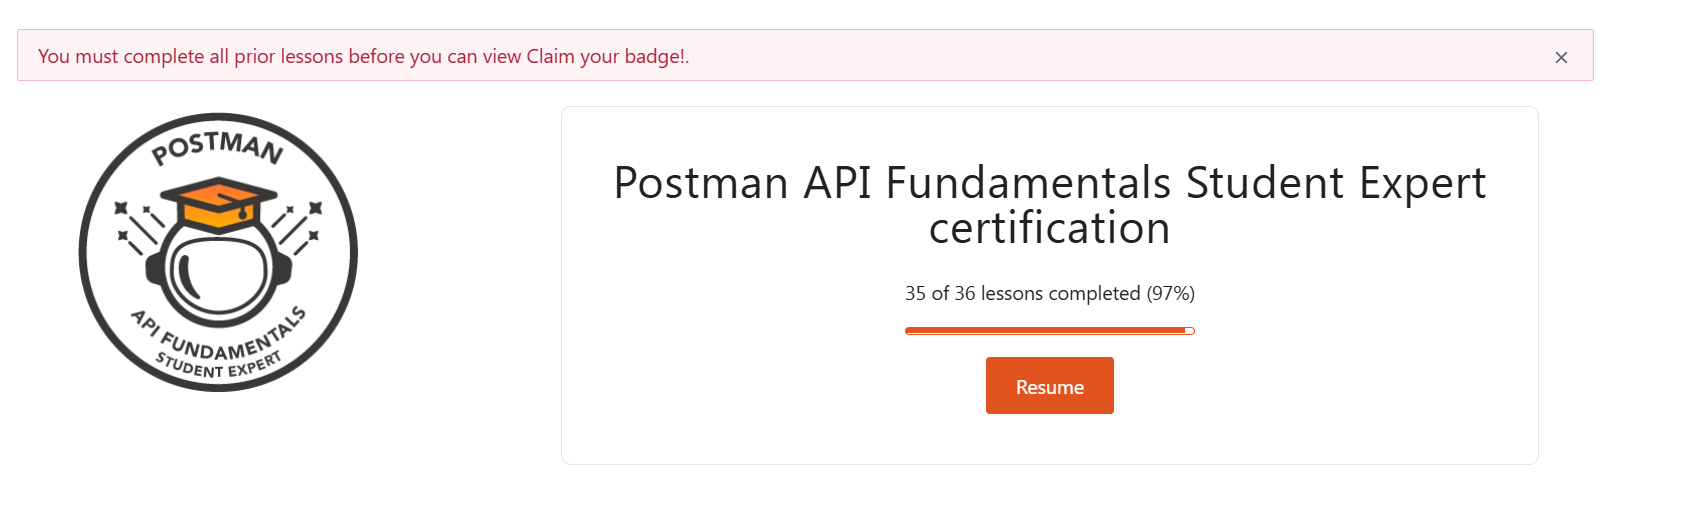 You must complete all prior lessons before you can view Claim your badge!.
POSTMAN
API FUNDAMENTALS
STUDENT EXPERT
Postman API Fundamentals Student Expert
certification
35 of 36 lessons completed (97%)
Resume